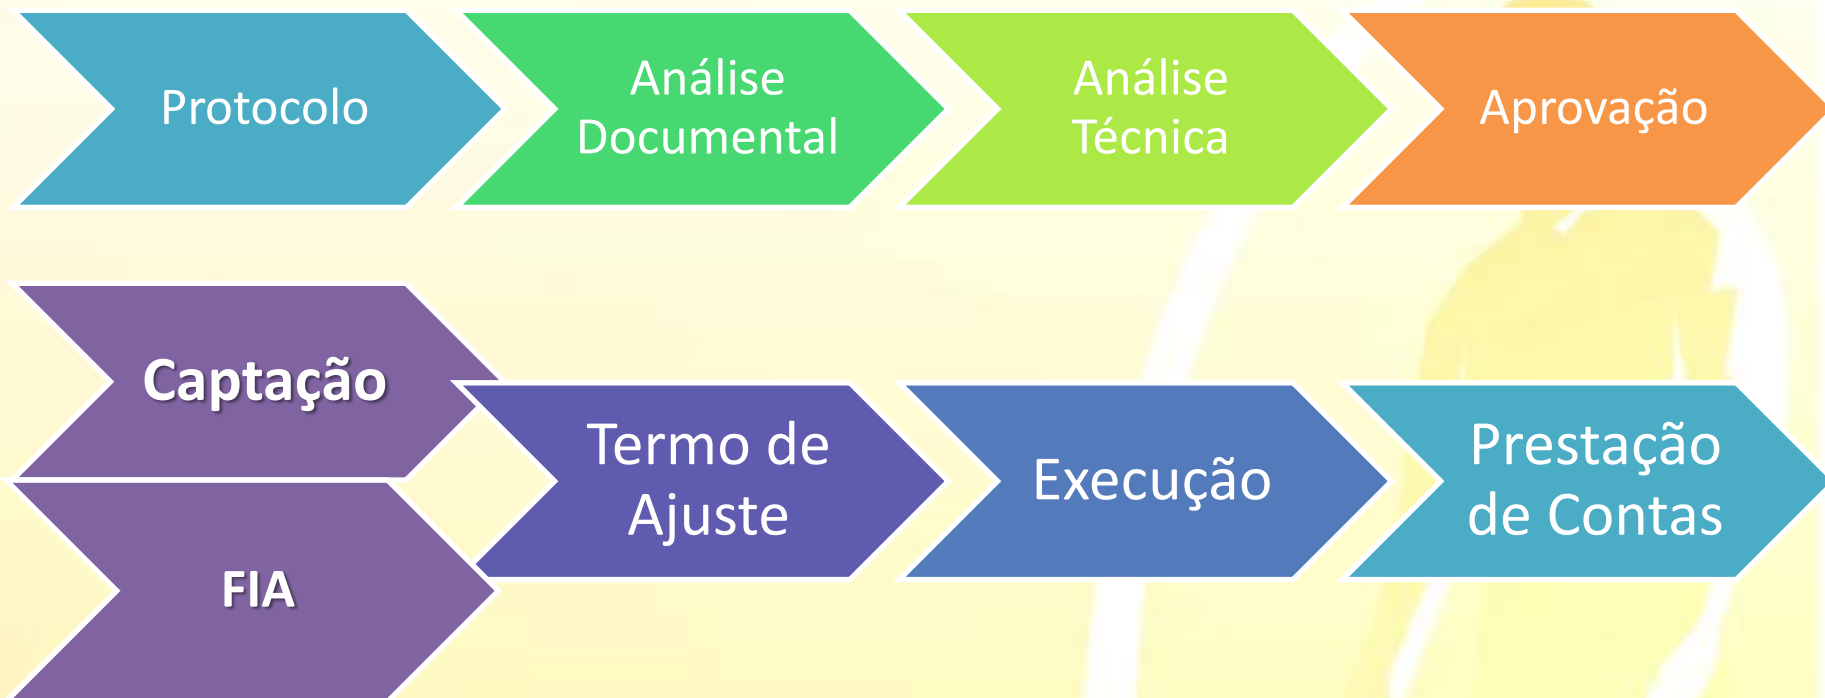 Protocolo
Análise
Documental
Análise
Técnica
Aprovação
Captação
FIA
Termo de
Ajuste
Execução
Prestação
de Contas